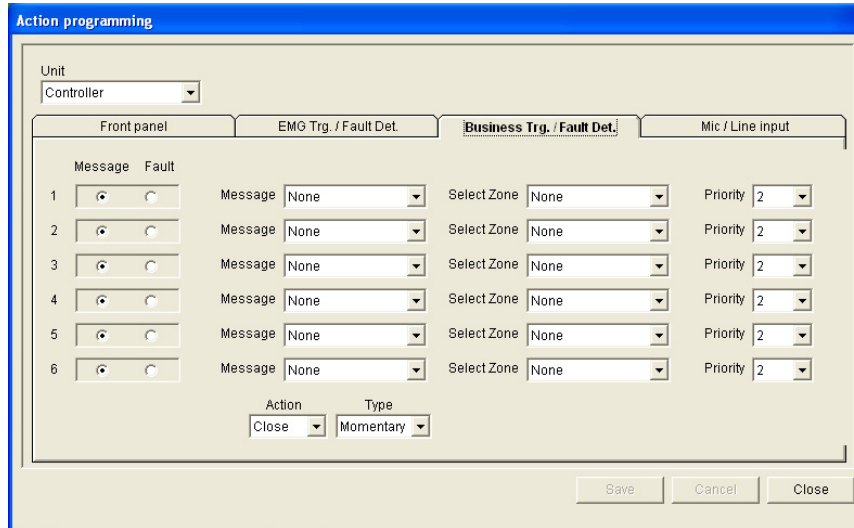 Action programming
Unit
Controller
Front panel EMG Trg. / Fault Det. Business Trg. / Fault Det. Mic / Line input
Message Fault
1 Message None Select Zone None Priority 2
2 Message None Select Zone None Priority 2
3 Message None Select Zone None Priority 2
4 Message None Select Zone None Priority 2
5 Message None Select Zone None Priority 2
6 Message None Select Zone None Priority 2
Action Type
Close Momentary
Save Cancel Close